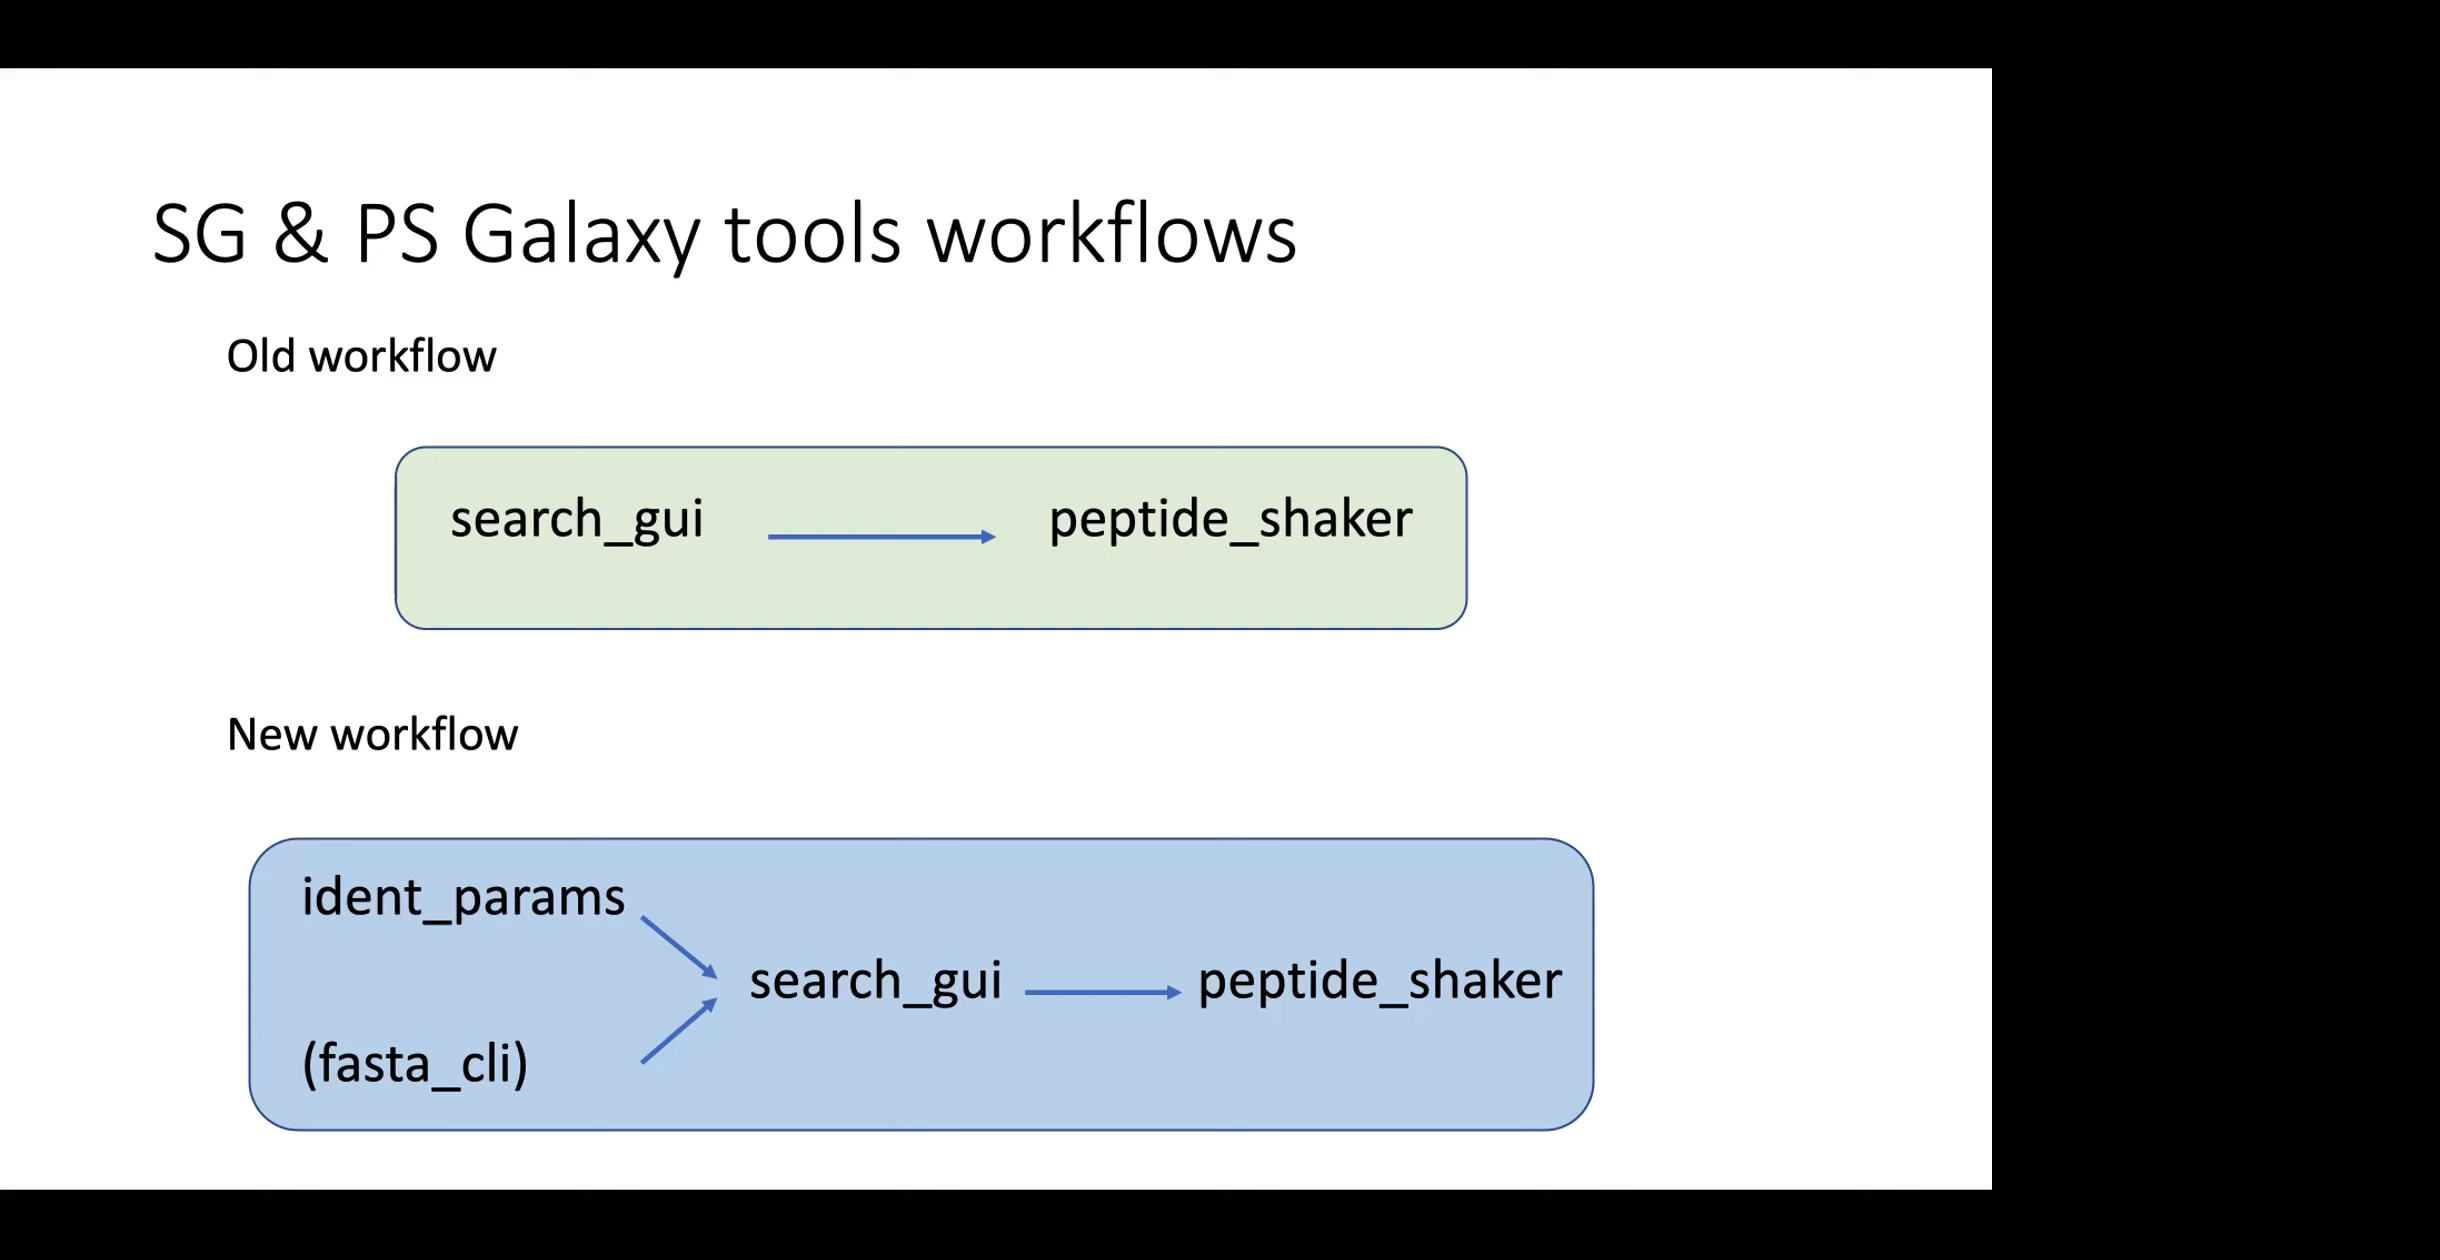 SG & PS Galaxy tools workflows
Old workflow
search_gui
peptide_shaker
New workflow
ident_params
search_gui
peptide_shaker
(fasta_cli)